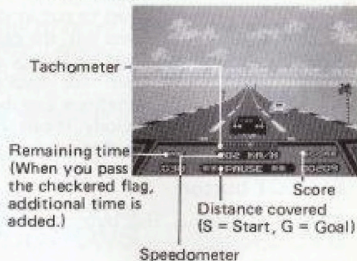 Tachometer
KM/H
Remaining time
(When you pass
the checkered flag,
additional time is
added.)
PAUSE
Score
Distance covered
(S = Start, G = Goal)
Speedometer